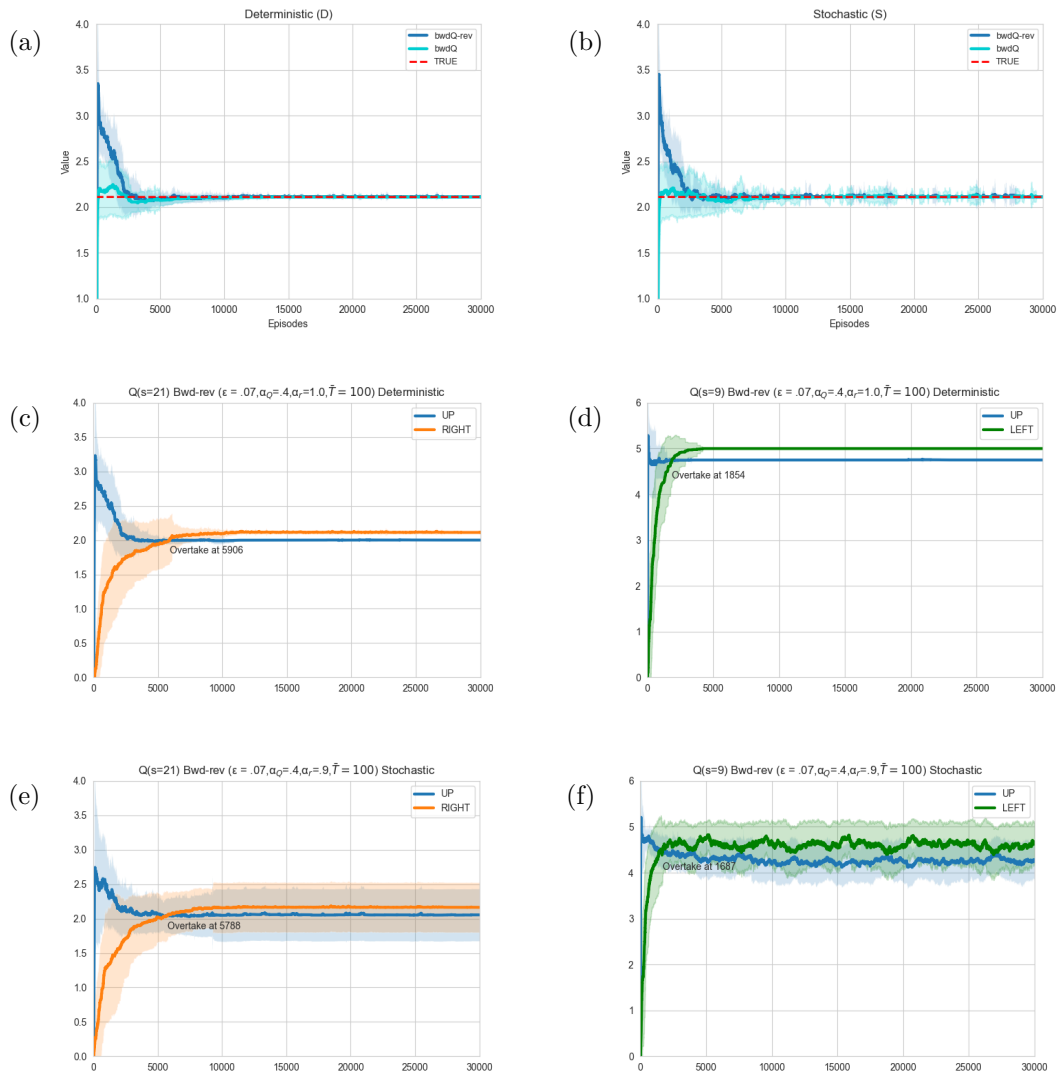 (a)
Deterministic (D)
bwdQ-rev
bwdQ
TRUE
4.0
3.5
3.0
2.5
2.0
1.5
1.0
Value
0 5000 10000 15000 20000 25000 30000
Episodes
(b)
Stochastic (S)
bwdQ-rev
bwdQ
TRUE
4.0
3.5
3.0
2.5
2.0
1.5
1.0
Value
0 5000 10000 15000 20000 25000 30000
Episodes
(c)
Q(s=21) Bwd-rev (ε = .07,α_Q=.4,α_r=1.0,T̄ = 100) Deterministic
UP
RIGHT
4.0
3.5
3.0
2.5
2.0
1.5
1.0
0.5
0.0
Overtake at 5906
0 5000 10000 15000 20000 25000 30000
(d)
Q(s=9) Bwd-rev (ε = .07,α_Q=.4,α_r=1.0,T̄ = 100) Deterministic
UP
LEFT
6
5
4
3
2
1
0
Overtake at 1854
0 5000 10000 15000 20000 25000 30000
(e)
Q(s=21) Bwd-rev (ε = .07,α_Q=.4,α_r=.9,T̄ = 100) Stochastic
UP
RIGHT
4.0
3.5
3.0
2.5
2.0
1.5
1.0
0.5
0.0
Overtake at 5788
0 5000 10000 15000 20000 25000 30000
(f)
Q(s=9) Bwd-rev (ε = .07,α_Q=.4,α_r=.9,T̄ = 100) Stochastic
UP
LEFT
6
5
4
3
2
1
0
Overtake at 1687
0 5000 10000 15000 20000 25000 30000